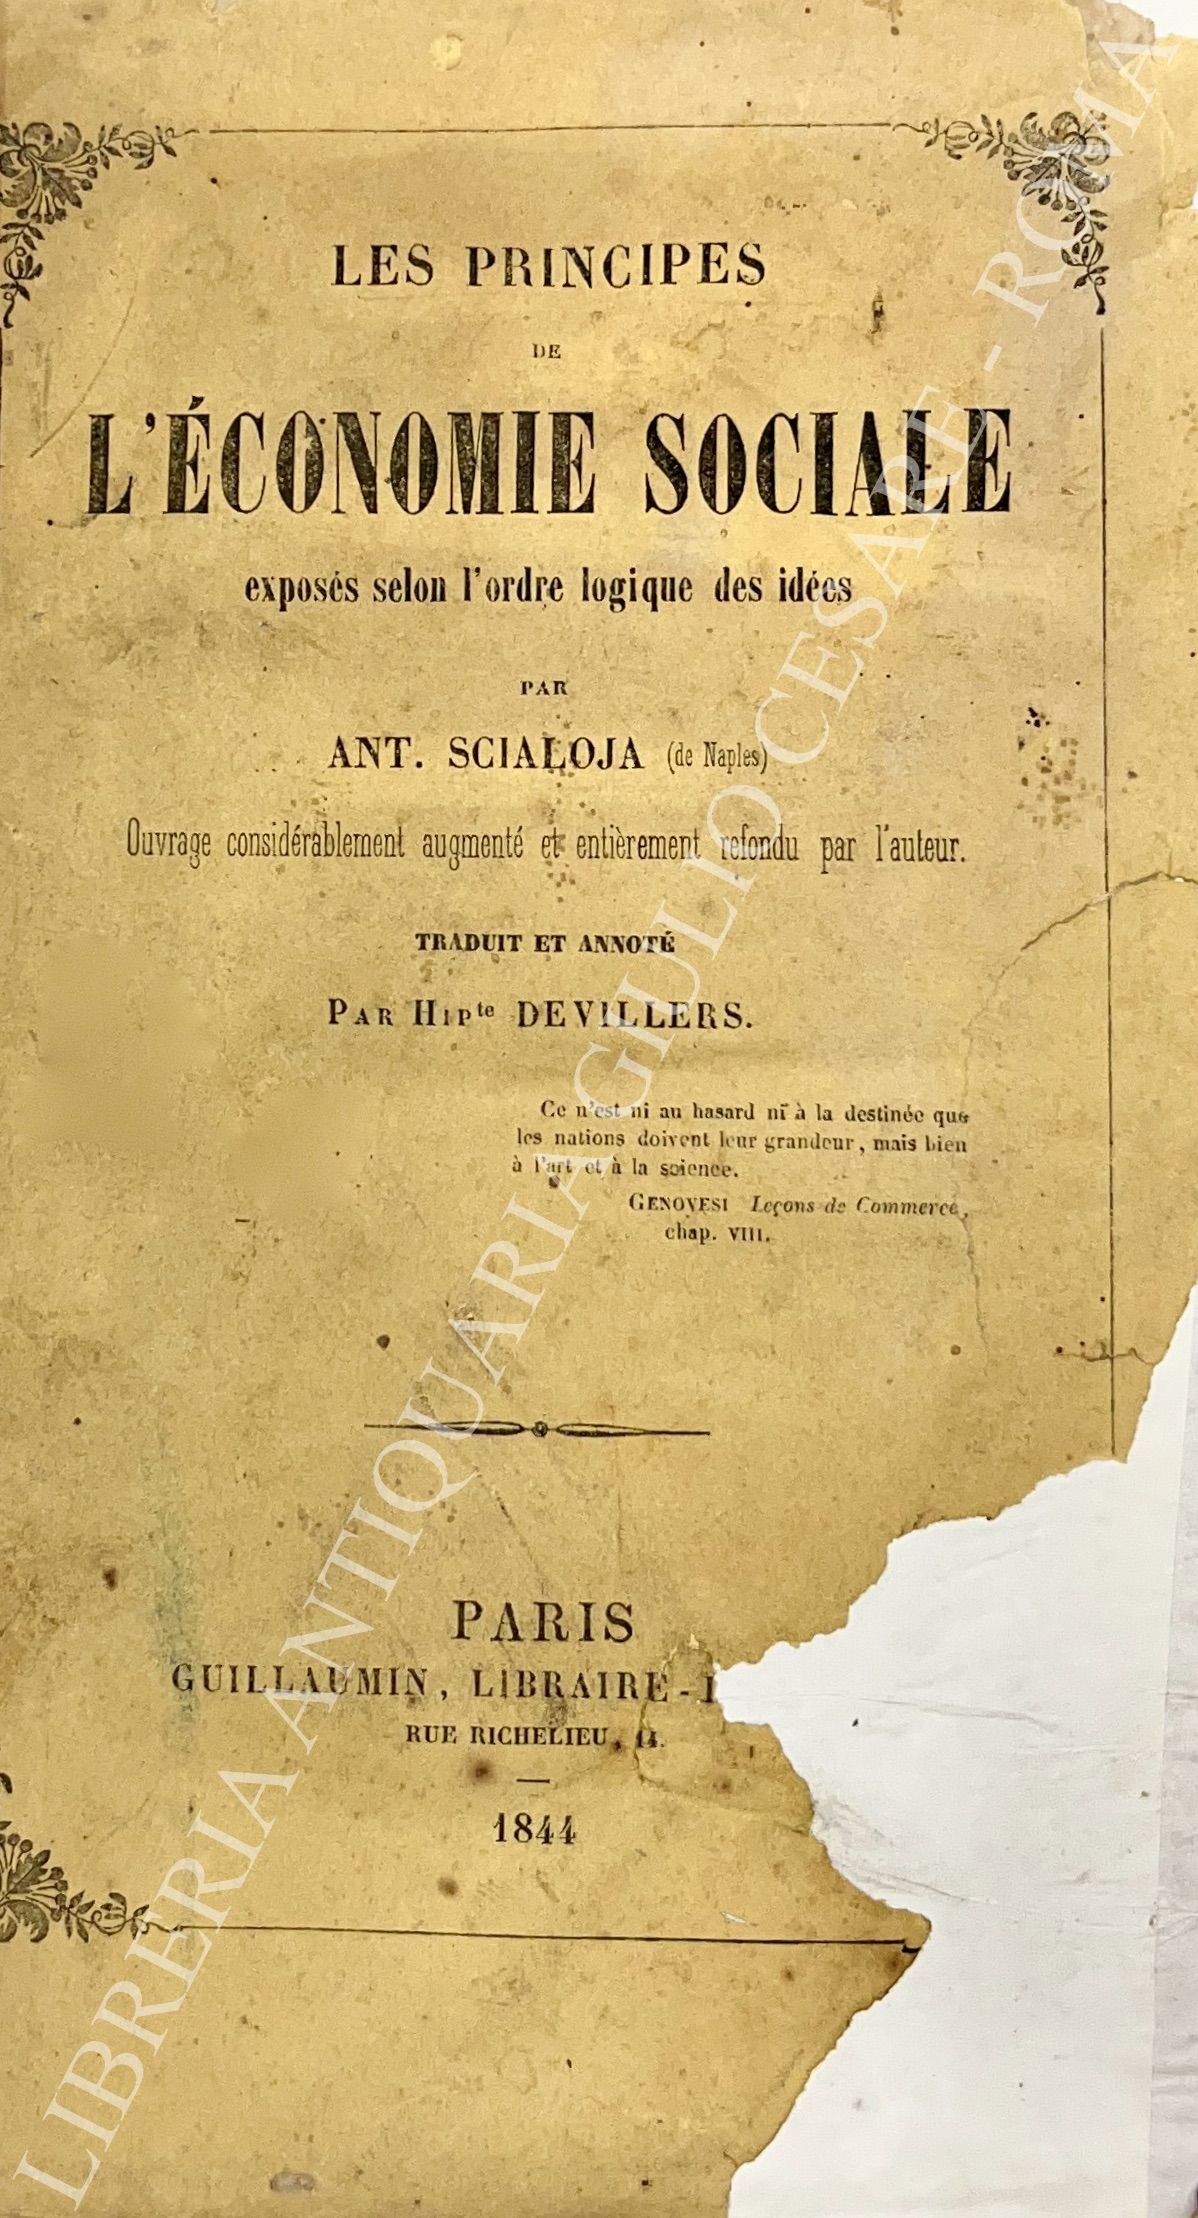 LES PRINCIPES
DE
L'ÉCONOMIE SOCIALE
exposés selon l'ordre logique des idées
PAR
ANT. SCIALOJA (de Naples)
Ouvrage considérablement augmenté et entièrement refondu par l'auteur.
TRADUIT ET ANNOTÉ
PAR HIPte DEVILLERS.
Ce n'est ni au hasard ni à la destinée que
les nations doivent leur grandeur, mais bien
à l'art et à la science.
GENOVESI Leçons de Commerce,
chap. VIII.
PARIS
GUILLAUMIN, LIBRAIRE-
RUE RICHELIEU, 14.
1844
LIBRERIA ANTIQUARIA GIULIO CESARE - ROMA